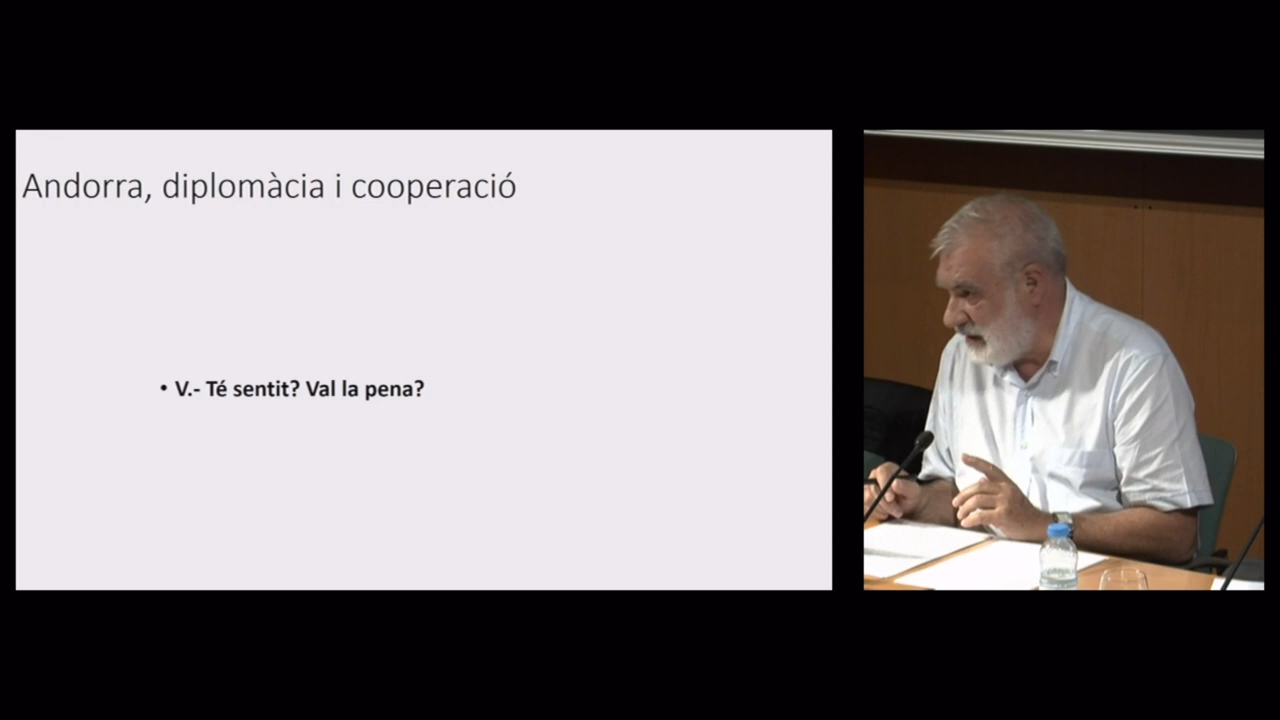 Andorra, diplomàcia i cooperació
• V.- Té sentit? Val la pena?